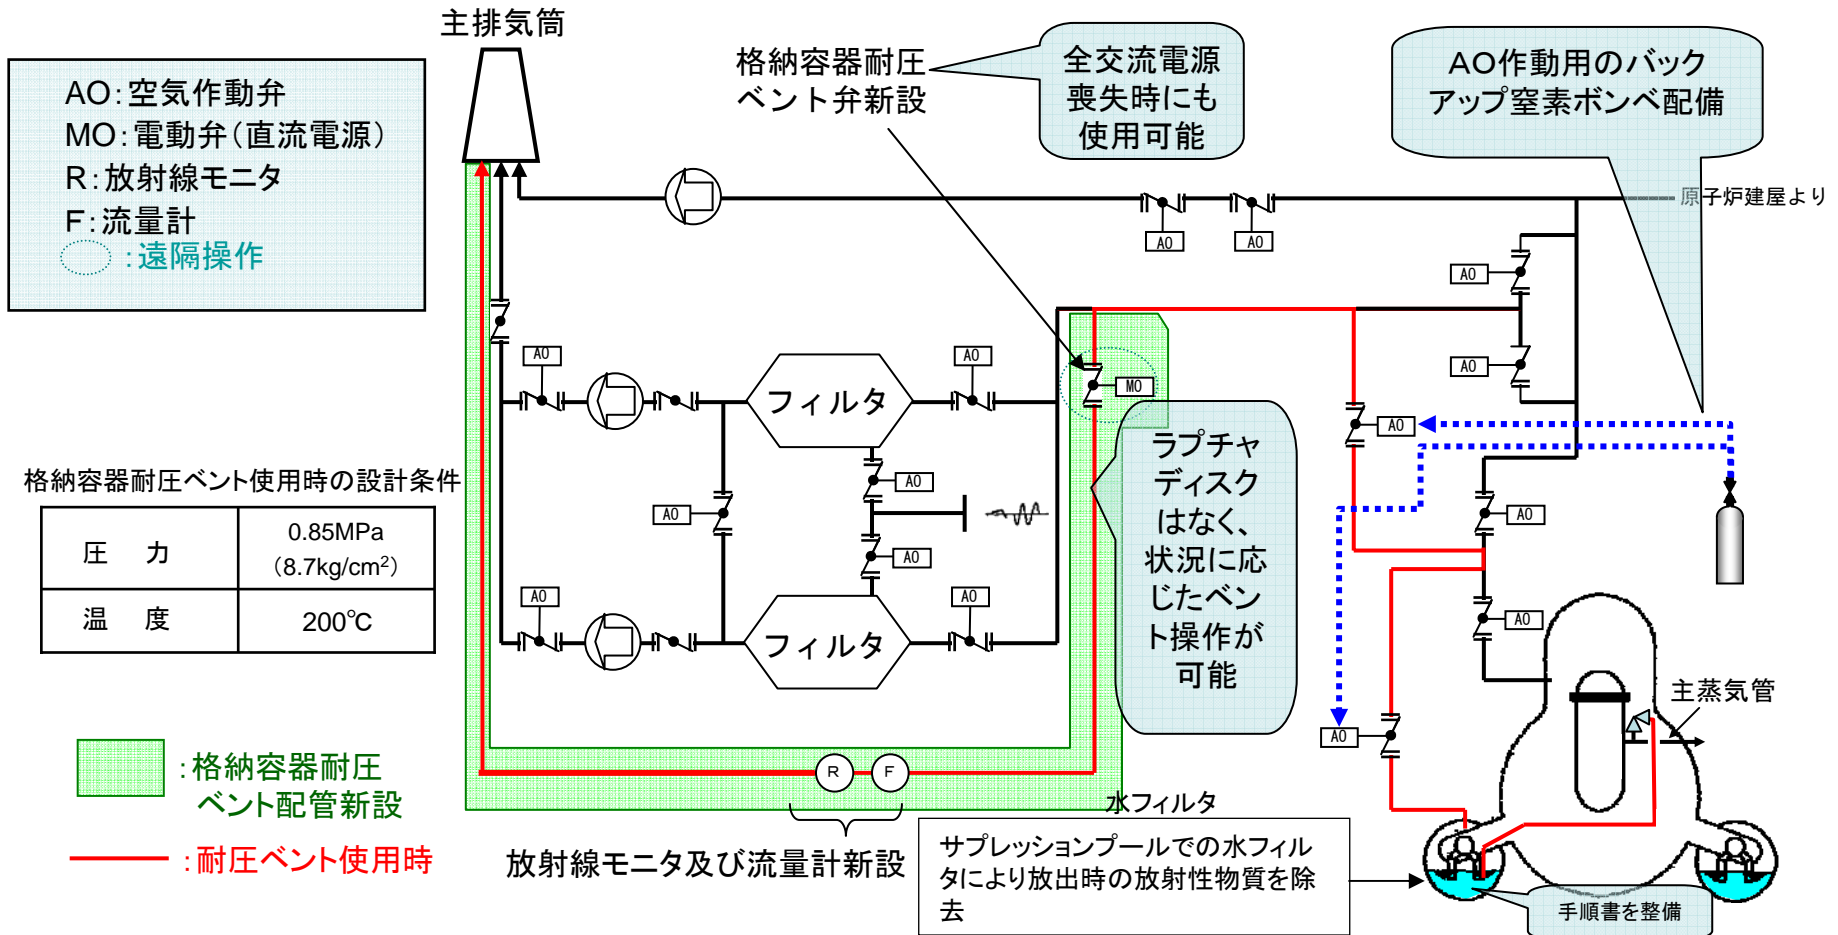 主排気筒
AO:空気作動弁
MO:電動弁(直流電源)
R:放射線モニタ
F:流量計
:遠隔操作
格納容器耐圧
ベント弁新設
全交流電源
喪失時にも
使用可能
AO作動用のバック
アップ窒素ボンベ配備
原子炉建屋より
AO
AO
AO
AO
AO
AO
MO
AO
フィルタ
AO
AO
AO
AO
AO
AO
フィルタ
AO
AO
AO
ラプチャ
ディスク
はなく、
状況に応
じたベン
ト操作が
可能
格納容器耐圧ベント使用時の設計条件
圧 力
0.85MPa
(8.7kg/cm²)
温 度
200℃
主蒸気管
:格納容器耐圧
ベント配管新設
:耐圧ベント使用時
R
F
放射線モニタ及び流量計新設
水フィルタ
サプレッションプールでの水フィル
タにより放出時の放射性物質を除
去
手順書を整備